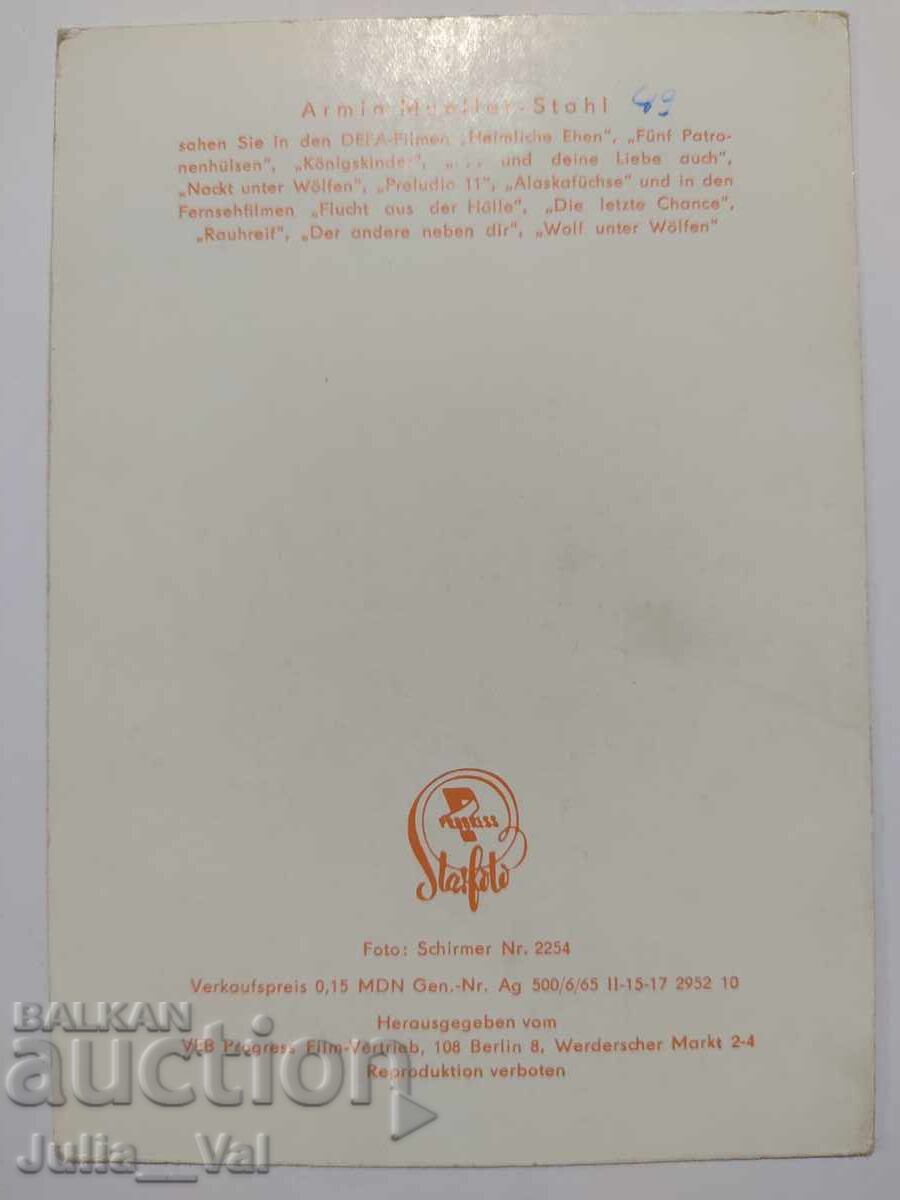 Armin Mueller-Stahl 49
sahen Sie in den DEFA-Filmen „Heimliche Ehen", „Fünf Patro-
nenhülsen", „Königskinder", „... und deine Liebe auch",
„Nackt unter Wölfen", „Preludio 11", „Alaskafüchse" und in den
Fernsehfilmen „Flucht aus der Hölle", „Die letzte Chance",
„Rauhreif", „Der andere neben dir", „Wolf unter Wölfen"
PROGRESS
Starfoto
Foto: Schirmer Nr. 2254
Verkaufspreis 0,15 MDN Gen.-Nr. Ag 500/6/65 II-15-17 2952 10
Herausgegeben vom
VEB Progress Film-Vertrieb, 108 Berlin 8, Werderscher Markt 2-4
Reproduktion verboten
BALKAN
auction
Julia__Val